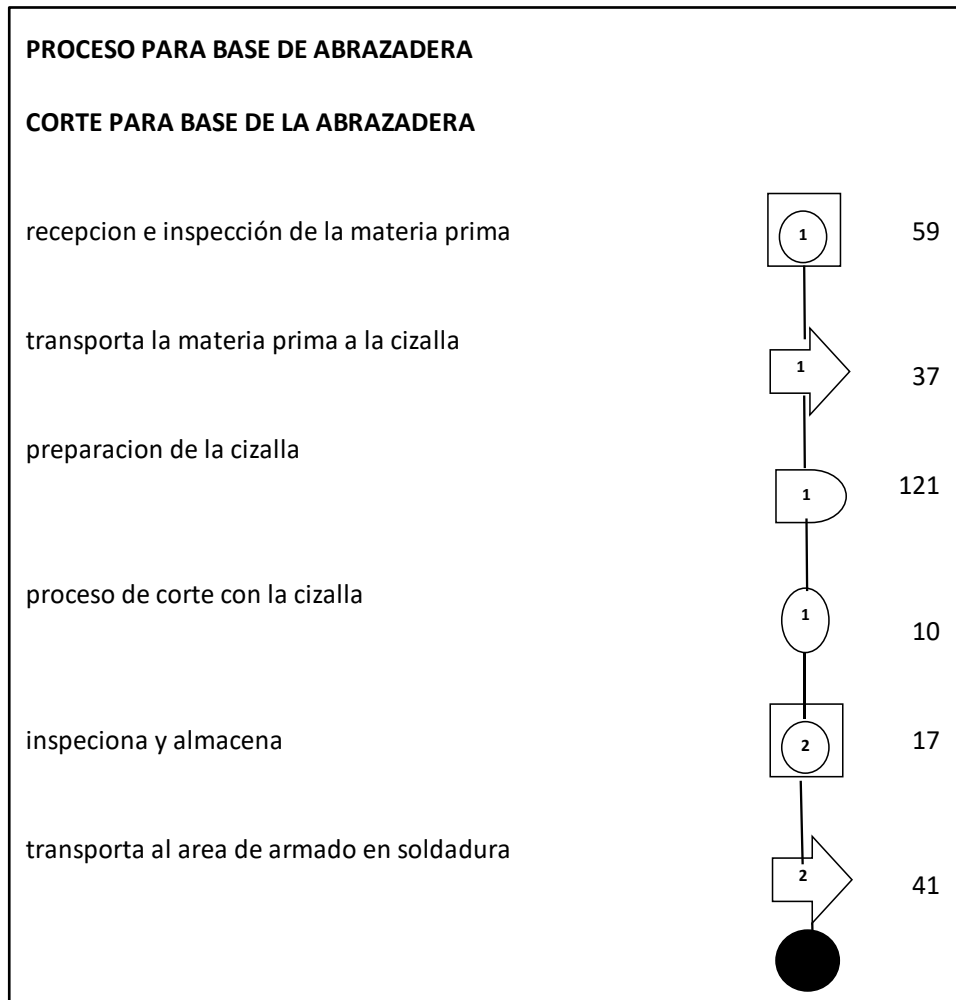 PROCESO PARA BASE DE ABRAZADERA
CORTE PARA BASE DE LA ABRAZADERA
recepcion e inspección de la materia prima 1 59
transporta la materia prima a la cizalla 1 37
preparacion de la cizalla 1 121
proceso de corte con la cizalla 1 10
inspeciona y almacena 2 17
transporta al area de armado en soldadura 2 41